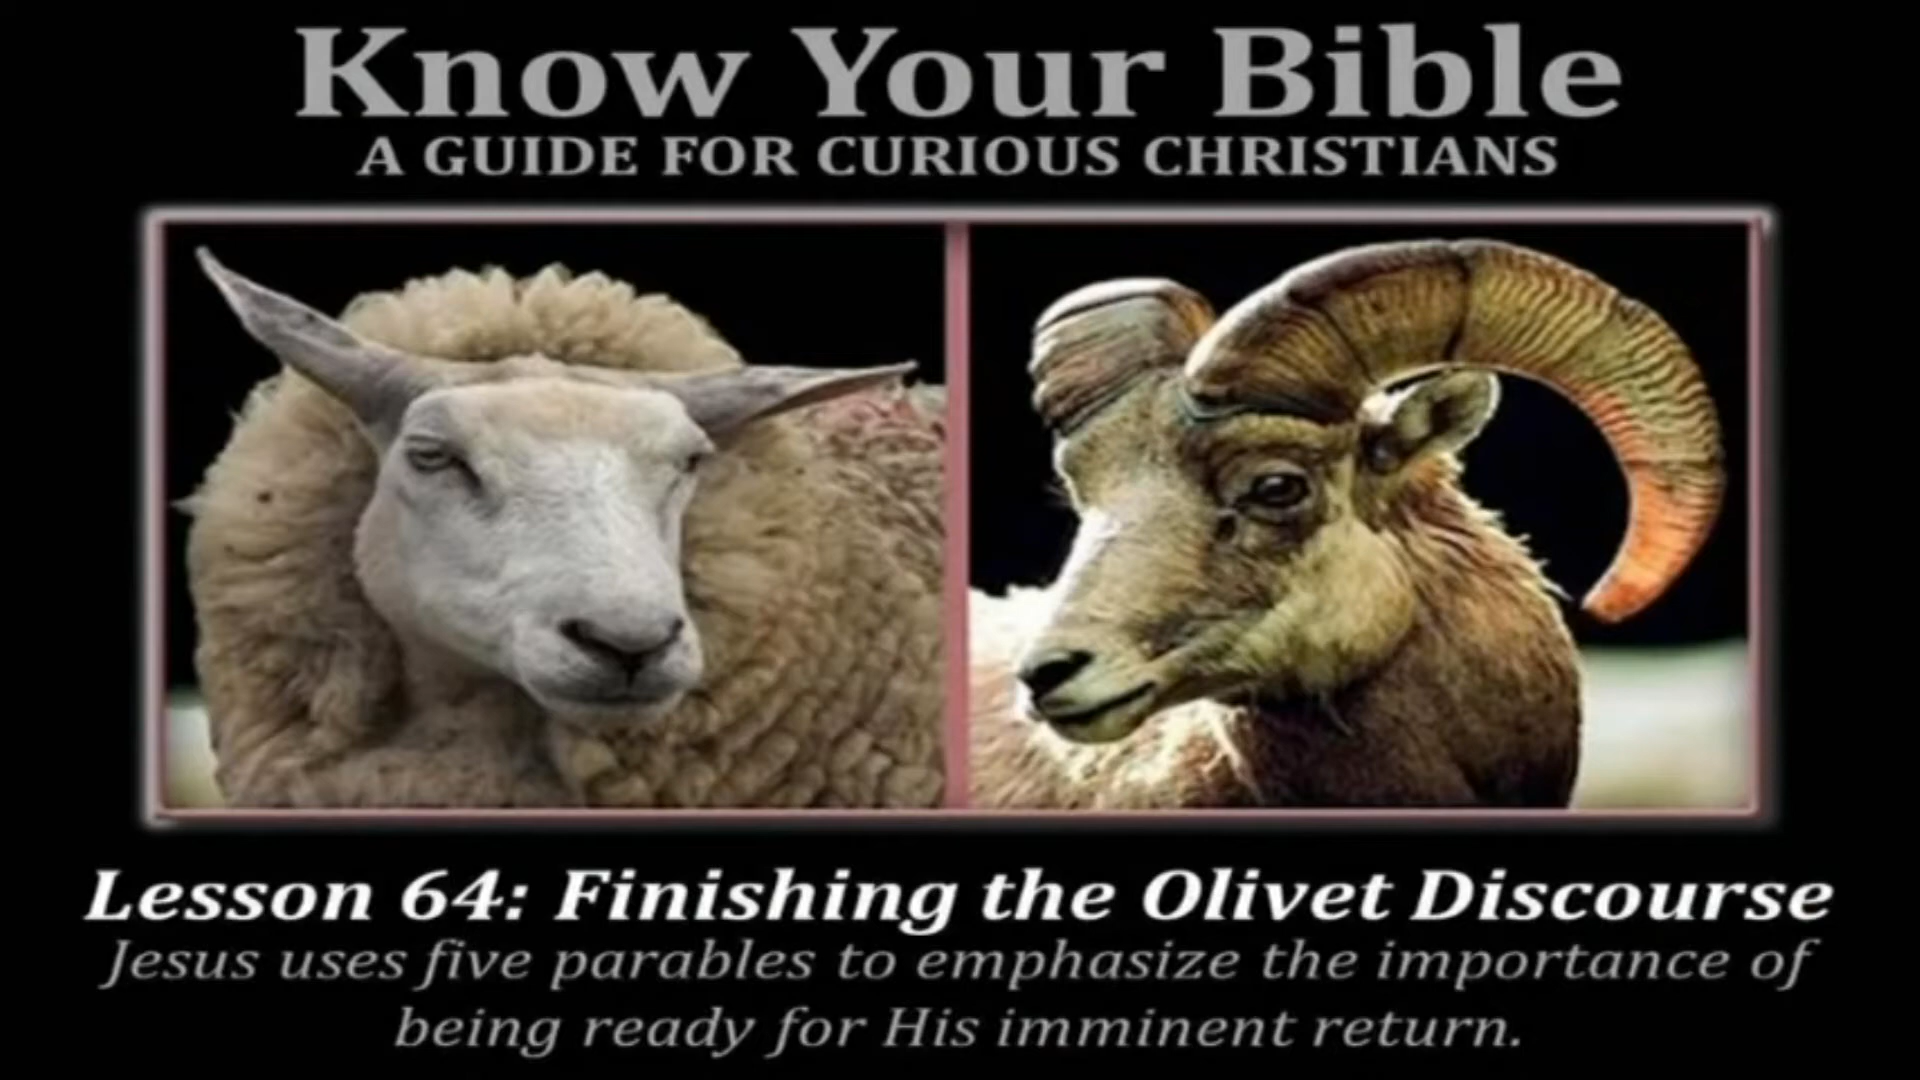 Know Your Bible
A GUIDE FOR CURIOUS CHRISTIANS
Lesson 64: Finishing the Olivet Discourse
Jesus uses five parables to emphasize the importance of
being ready for His imminent return.